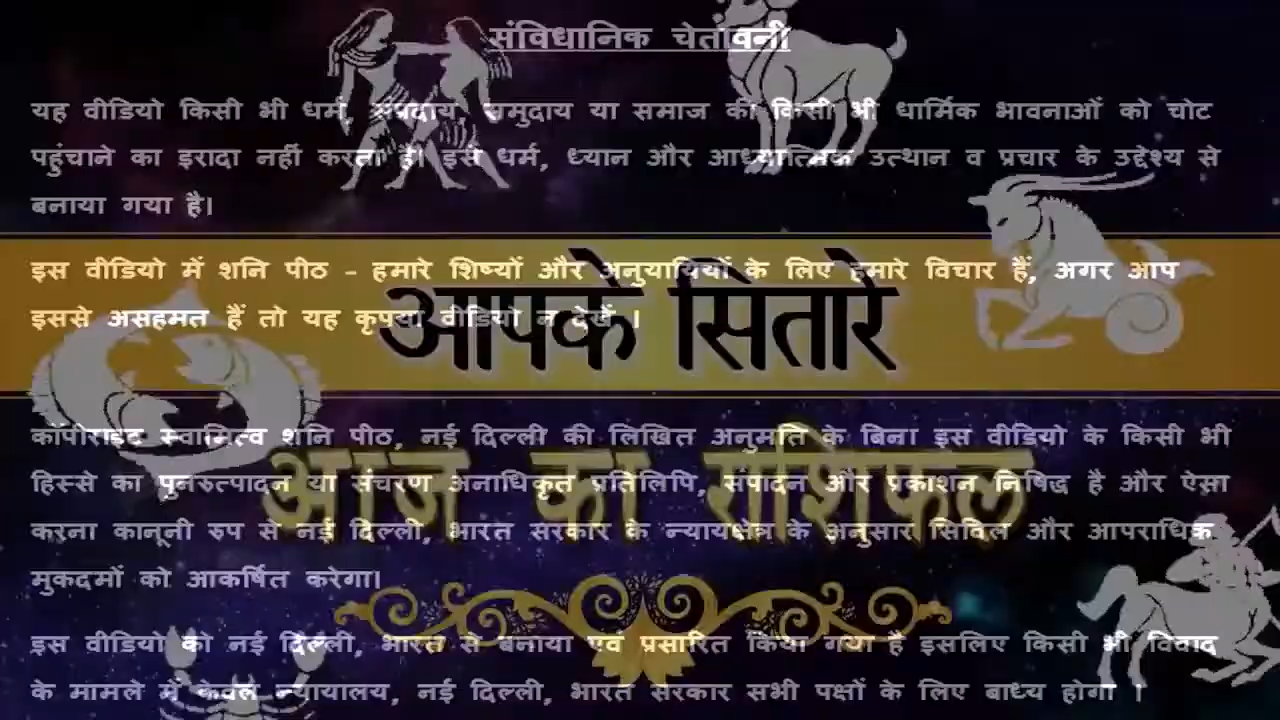 संविधानिक चेतावनी
यह वीडियो किसी भी धर्म, संप्रदाय, समुदाय या समाज की किसी भी धार्मिक भावनाओं को चोट
पहुंचाने का इरादा नहीं करता है। इसे धर्म, ध्यान और आध्यात्मिक उत्थान व प्रचार के उद्देश्य से
बनाया गया है।
इस वीडियो में शनि पीठ - हमारे शिष्यों और अनुयायियों के लिए हमारे विचार हैं, अगर आप
इससे असहमत हैं तो यह कृपया वीडियो न देखें ।
आपके सितारे
कॉपीराइट स्वामित्व शनि पीठ, नई दिल्ली की लिखित अनुमति के बिना इस वीडियो के किसी भी
आज का राशिफल
हिस्से का पुनरुत्पादन या संचरण अनाधिकृत प्रतिलिपि, संपादन और प्रकाशन निषिद्ध है और ऐसा
करना कानूनी रुप से नई दिल्ली, भारत सरकार के न्यायक्षेत्र के अनुसार सिविल और आपराधिक
मुकदमों को आकर्षित करेगा।
इस वीडियो को नई दिल्ली, भारत से बनाया एवं प्रसारित किया गया है इसलिए किसी भी विवाद
के मामले में केवल न्यायालय, नई दिल्ली, भारत सरकार सभी पक्षों के लिए बाध्य होगा ।